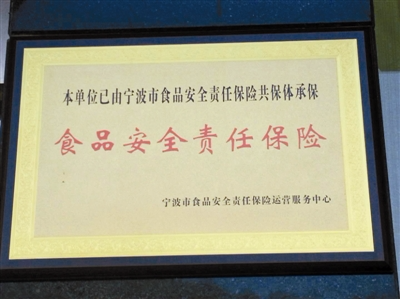 本单位已由宁波市食品安全责任保险共保体承保
食品安全责任保险
宁波市食品安全责任保险运营服务中心